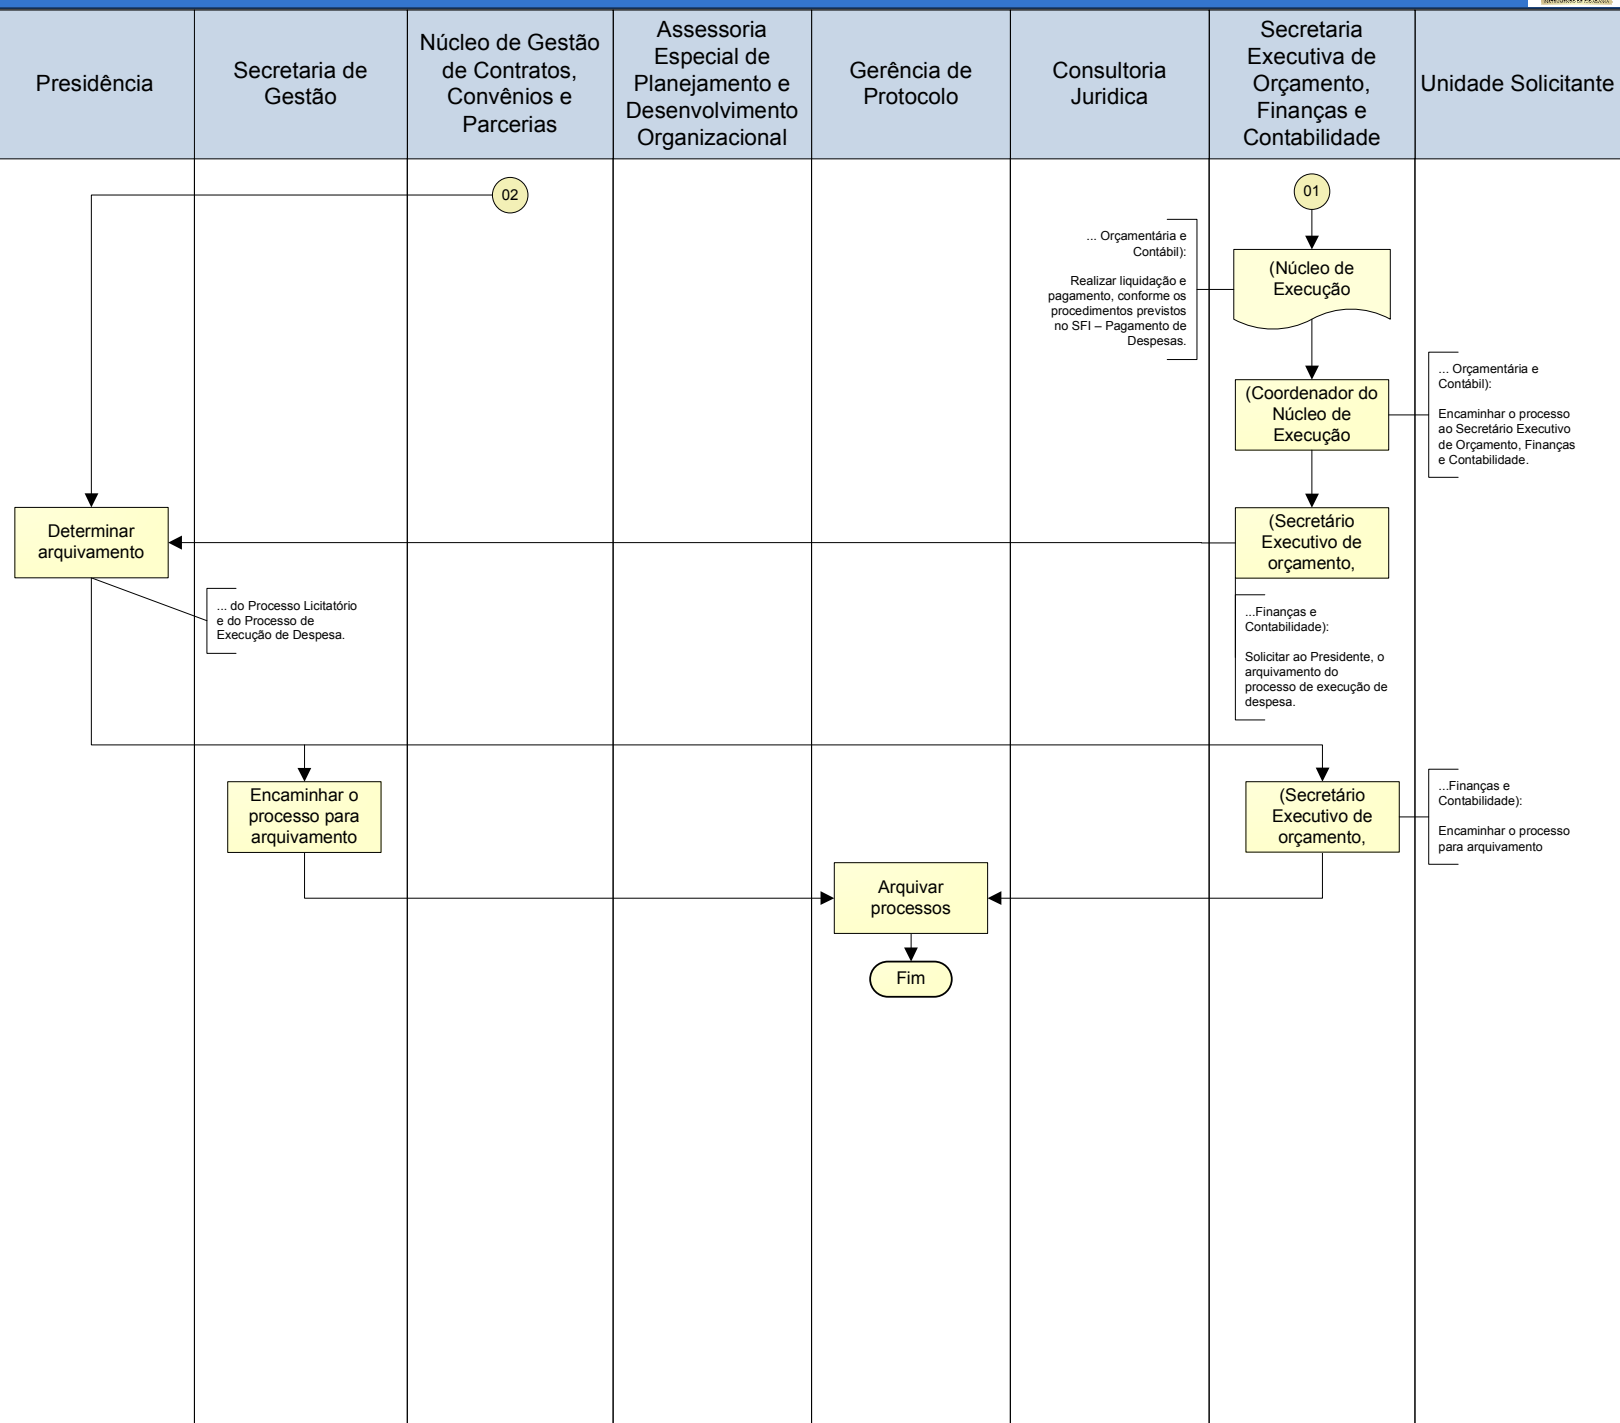 Presidência
Secretaria de
Gestão
Núcleo de Gestão
de Contratos,
Convênios e
Parcerias
Assessoria
Especial de
Planejamento e
Desenvolvimento
Organizacional
Gerência de
Protocolo
Consultoria
Juridica
Secretaria
Executiva de
Orçamento,
Finanças e
Contabilidade
Unidade Solicitante
02
01
... Orçamentária e
Contábil):
Realizar liquidação e
pagamento, conforme os
procedimentos previstos
no SFI – Pagamento de
Despesas.
(Núcleo de
Execução
(Coordenador do
Núcleo de
Execução
... Orçamentária e
Contábil):
Encaminhar o processo
ao Secretário Executivo
de Orçamento, Finanças
e Contabilidade.
Determinar
arquivamento
(Secretário
Executivo de
orçamento,
... do Processo Licitatório
e do Processo de
Execução de Despesa.
...Finanças e
Contabilidade):
Solicitar ao Presidente, o
arquivamento do
processo de execução de
despesa.
Encaminhar o
processo para
arquivamento
(Secretário
Executivo de
orçamento,
...Finanças e
Contabilidade):
Encaminhar o processo
para arquivamento
Arquivar
processos
Fim